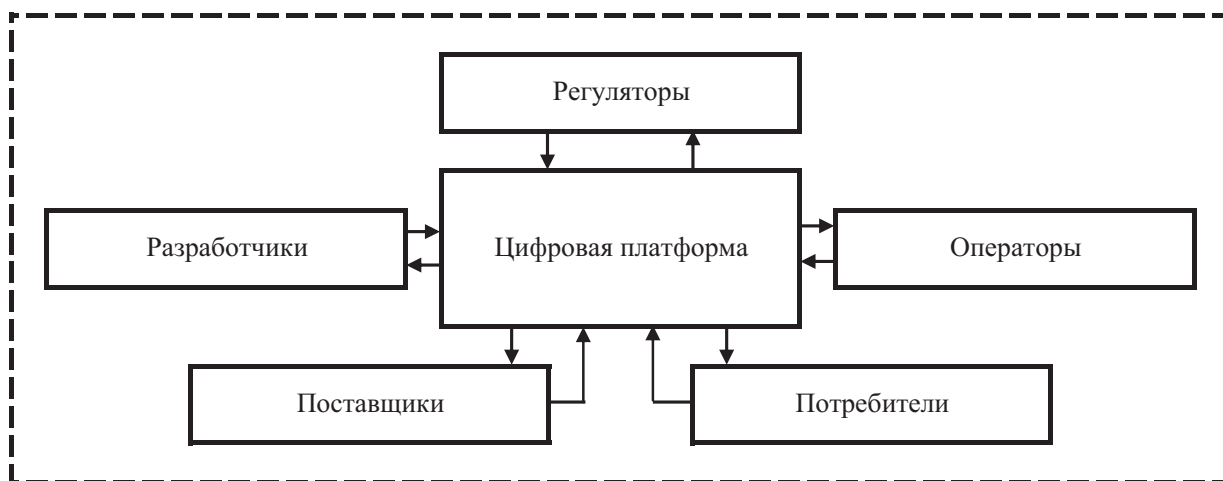 Регуляторы
Разработчики
Цифровая платформа
Операторы
Поставщики
Потребители